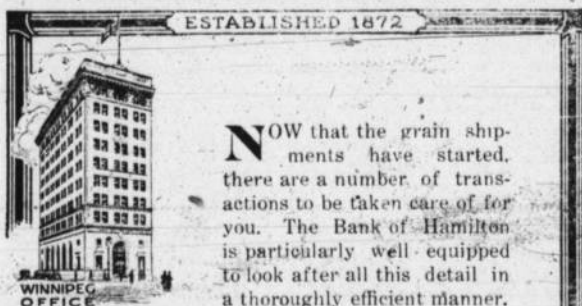 ESTABLISHED 1872
NOW that the grain ship-
ments have started,
there are a number of trans-
actions to be taken care of for
you. The Bank of Hamilton
is particularly well equipped
to look after all this detail in
a thoroughly efficient manner.
WINNIPEG
OFFICE